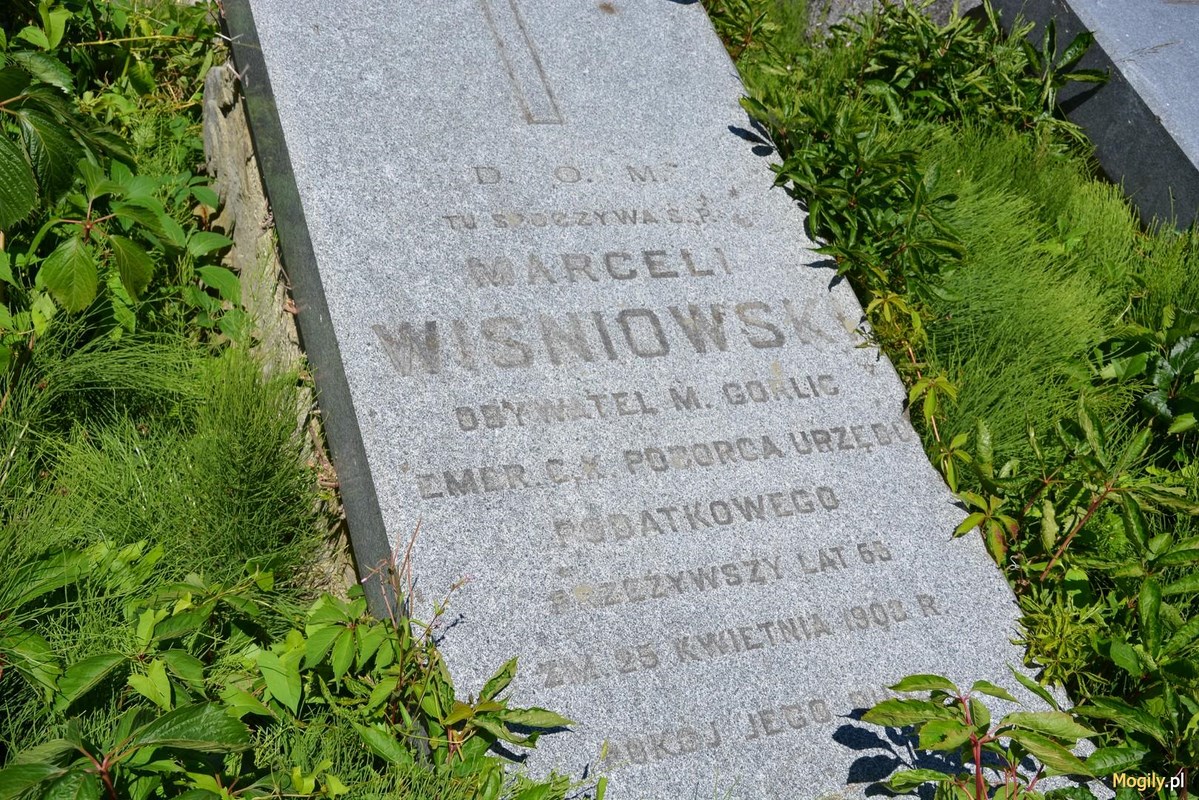 D. O. M.
TU SPOCZYWA Ś.P.
MARCELI
WIŚNIOWSKI
OBYWATEL M. GORLIC
EMER. C.K. POBORCA URZĘDU
PODATKOWEGO
PRZEŻYWSZY LAT 65
ZM. 25 KWIETNIA 1908 R.
POKÓJ JEGO
Mogily.pl